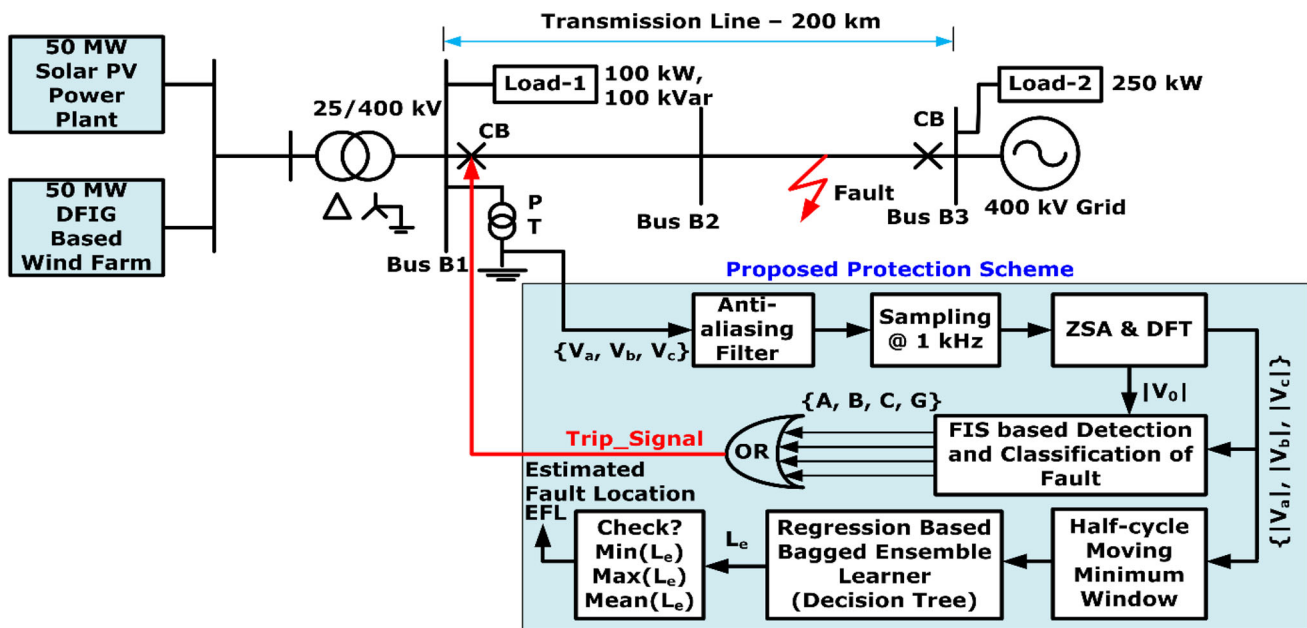 Transmission Line – 200 km
50 MW
Solar PV
Power
Plant
25/400 kV
Load-1
100 kW,
100 kVar
CB
CB
Load-2
250 kW
50 MW
DFIG
Based
Wind Farm
Δ
P
T
Bus B1
Bus B2
Fault
Bus B3
400 kV Grid
Proposed Protection Scheme
{Va, Vb, Vc}
Anti-
aliasing
Filter
Sampling
@ 1 kHz
ZSA & DFT
|V0|
{|Va|, |Vb|, |Vc|}
{A, B, C, G}
Trip_Signal
OR
FIS based Detection
and Classification of
Fault
Estimated
Fault Location
EFL
Check?
Min(Le)
Max(Le)
Mean(Le)
Le
Regression Based
Bagged Ensemble
Learner
(Decision Tree)
Half-cycle
Moving
Minimum
Window